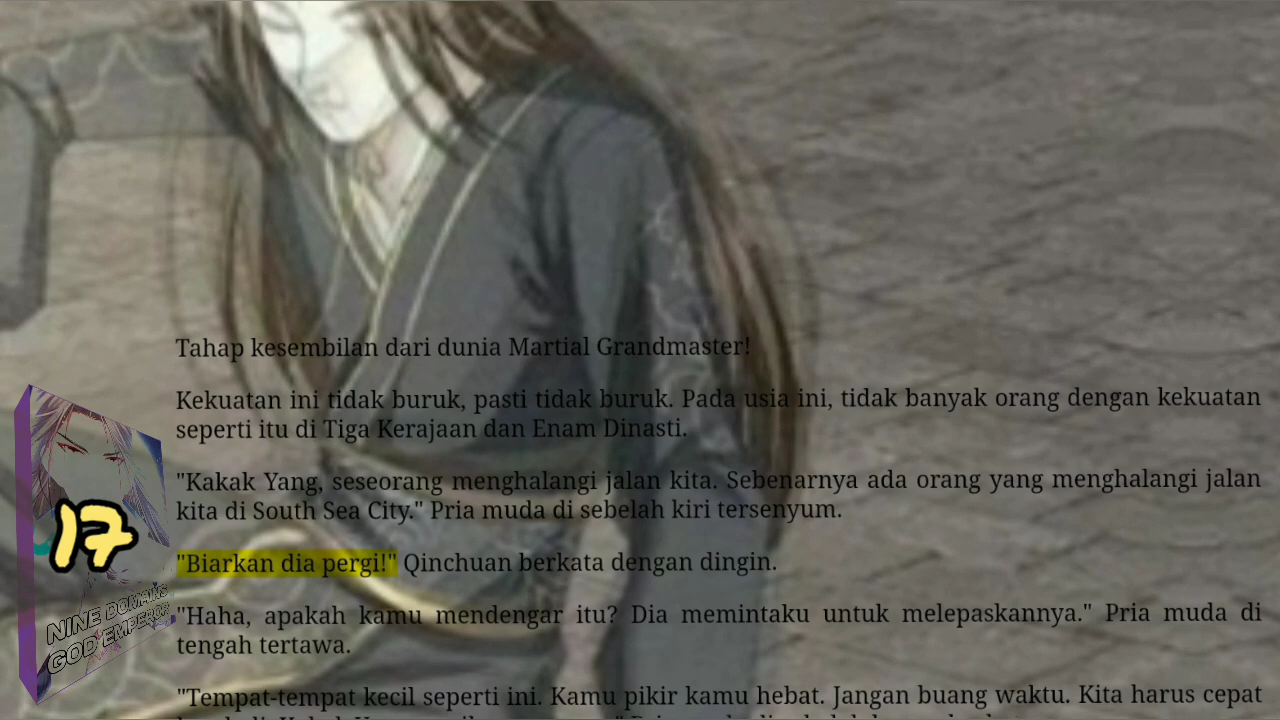 Tahap kesembilan dari dunia Martial Grandmaster!
Kekuatan ini tidak buruk, pasti tidak buruk. Pada usia ini, tidak banyak orang dengan kekuatan
seperti itu di Tiga Kerajaan dan Enam Dinasti.
"Kakak Yang, seseorang menghalangi jalan kita. Sebenarnya ada orang yang menghalangi jalan
kita di South Sea City." Pria muda di sebelah kiri tersenyum.
"Biarkan dia pergi!" Qinchuan berkata dengan dingin.
"Haha, apakah kamu mendengar itu? Dia memintaku untuk melepaskannya." Pria muda di
tengah tertawa.
"Tempat-tempat kecil seperti ini. Kamu pikir kamu hebat. Jangan buang waktu. Kita harus cepat
17
NINE DOMAINS
GOD EMPEROR